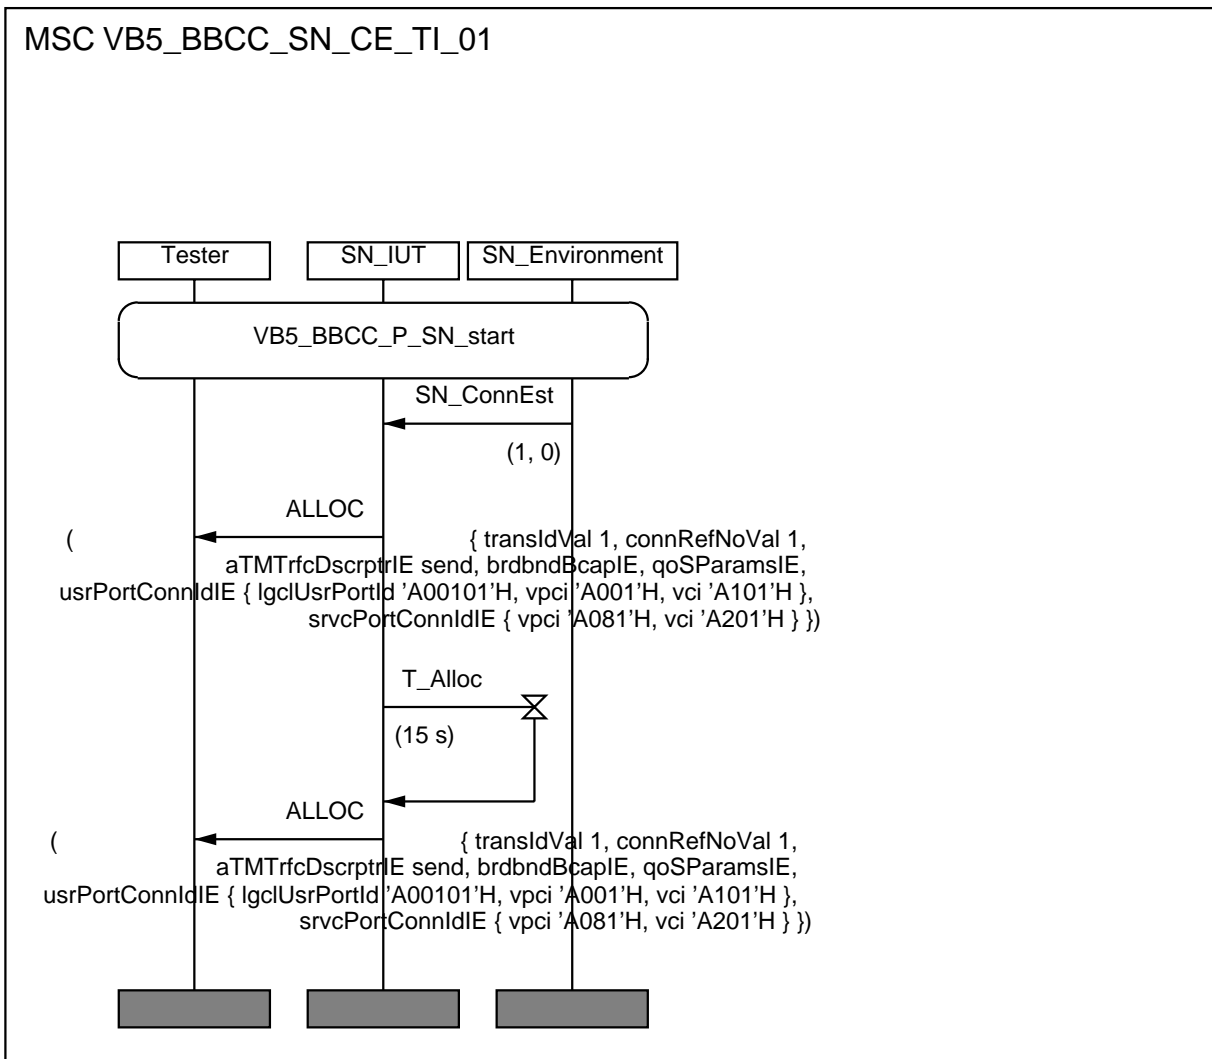 MSC VB5_BBCC_SN_CE_TI_01
Tester
SN_IUT
SN_Environment
VB5_BBCC_P_SN_start
SN_ConnEst
(1, 0)
ALLOC
( { transIdVal 1, connRefNoVal 1,
aTMTrfcDscrptrIE send, brdbndBcapIE, qoSParamsIE,
usrPortConnIdIE { lgclUsrPortId 'A00101'H, vpci 'A001'H, vci 'A101'H },
srvcPortConnIdIE { vpci 'A081'H, vci 'A201'H } })
T_Alloc
(15 s)
ALLOC
( { transIdVal 1, connRefNoVal 1,
aTMTrfcDscrptrIE send, brdbndBcapIE, qoSParamsIE,
usrPortConnIdIE { lgclUsrPortId 'A00101'H, vpci 'A001'H, vci 'A101'H },
srvcPortConnIdIE { vpci 'A081'H, vci 'A201'H } })